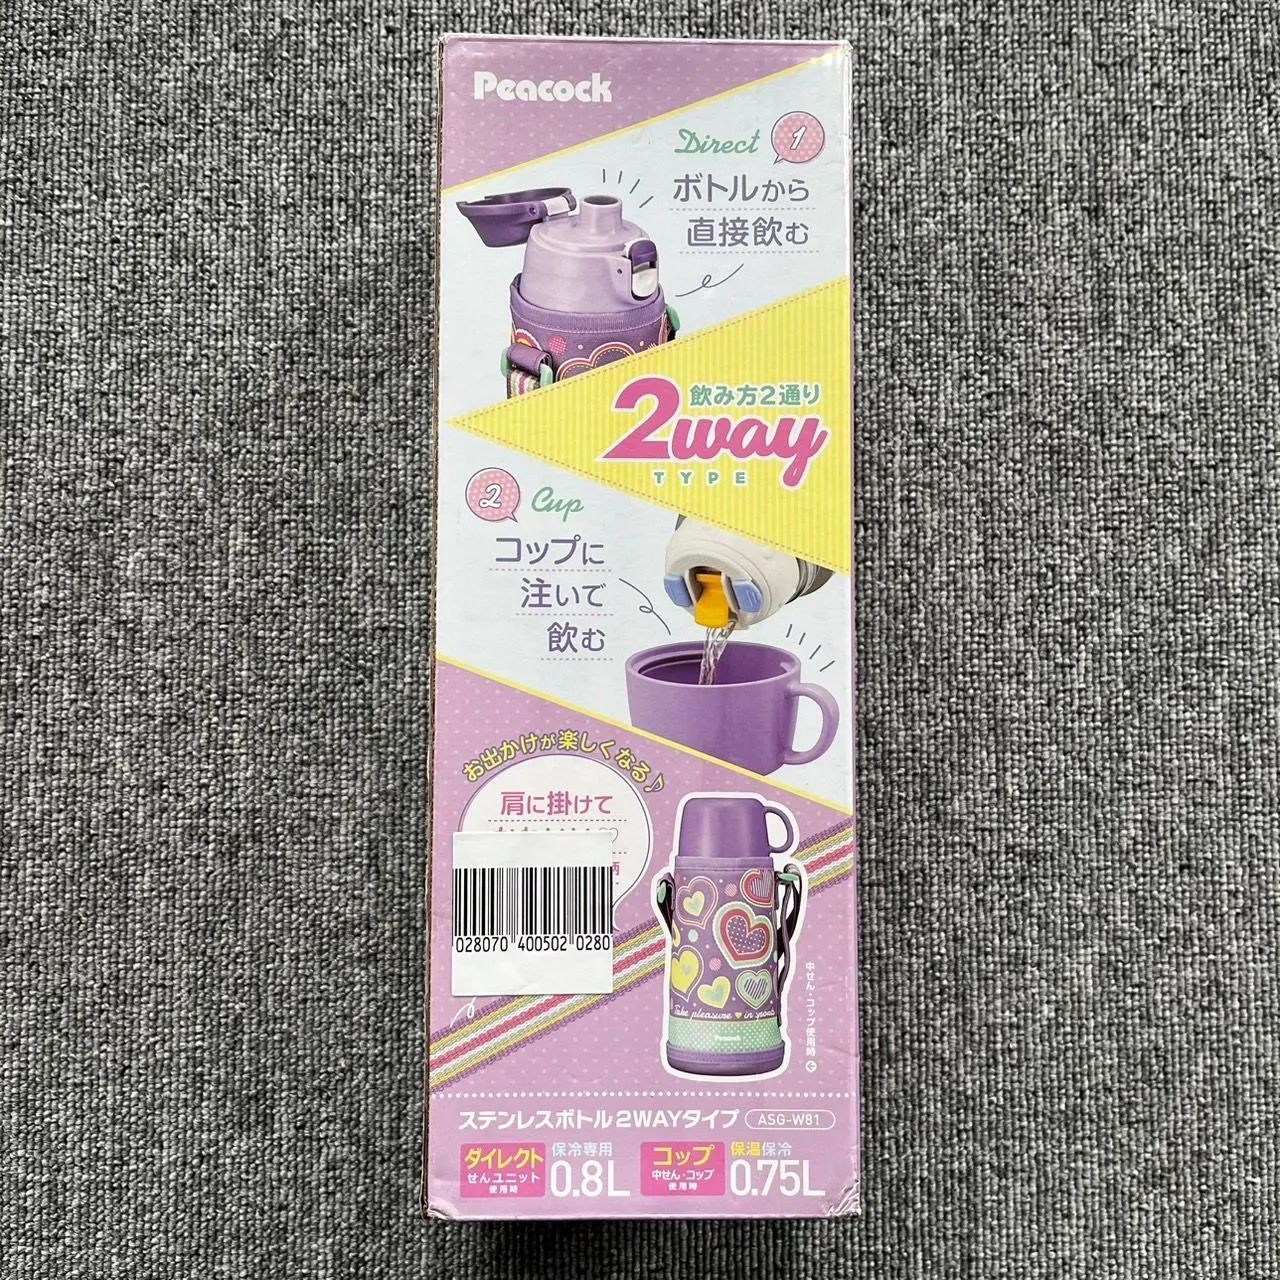 Peacock
Direct 1
ボトルから
直接飲む
飲み方2通り
2way
TYPE
2 Cup
コップに
注いで
飲む
お出かけが楽しくなる♪
肩に掛けて
柄
028070 400502 0280
Take pleasure ♥ in sports
Peacock
中せん・コップ使用時
ステンレスボトル2WAYタイプ ASG-W81
ダイレクト
せんユニット
使用時
保冷専用
0.8L
コップ
中せん・コップ
使用時
保温保冷
0.75L